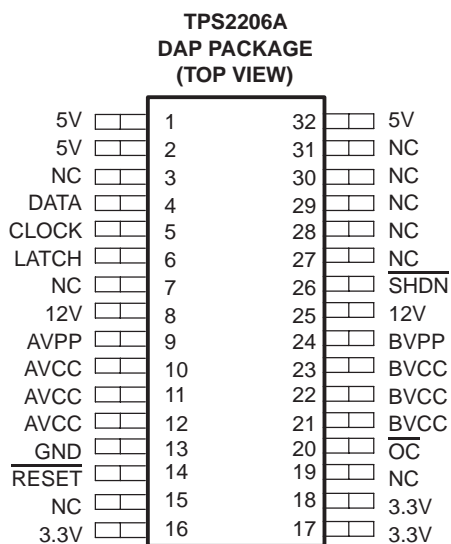 TPS2206A
DAP PACKAGE
(TOP VIEW)
5V 1 32 5V
5V 2 31 NC
NC 3 30 NC
DATA 4 29 NC
CLOCK 5 28 NC
LATCH 6 27 NC
NC 7 26 SHDN
12V 8 25 12V
AVPP 9 24 BVPP
AVCC 10 23 BVCC
AVCC 11 22 BVCC
AVCC 12 21 BVCC
GND 13 20 OC
RESET 14 19 NC
NC 15 18 3.3V
3.3V 16 17 3.3V